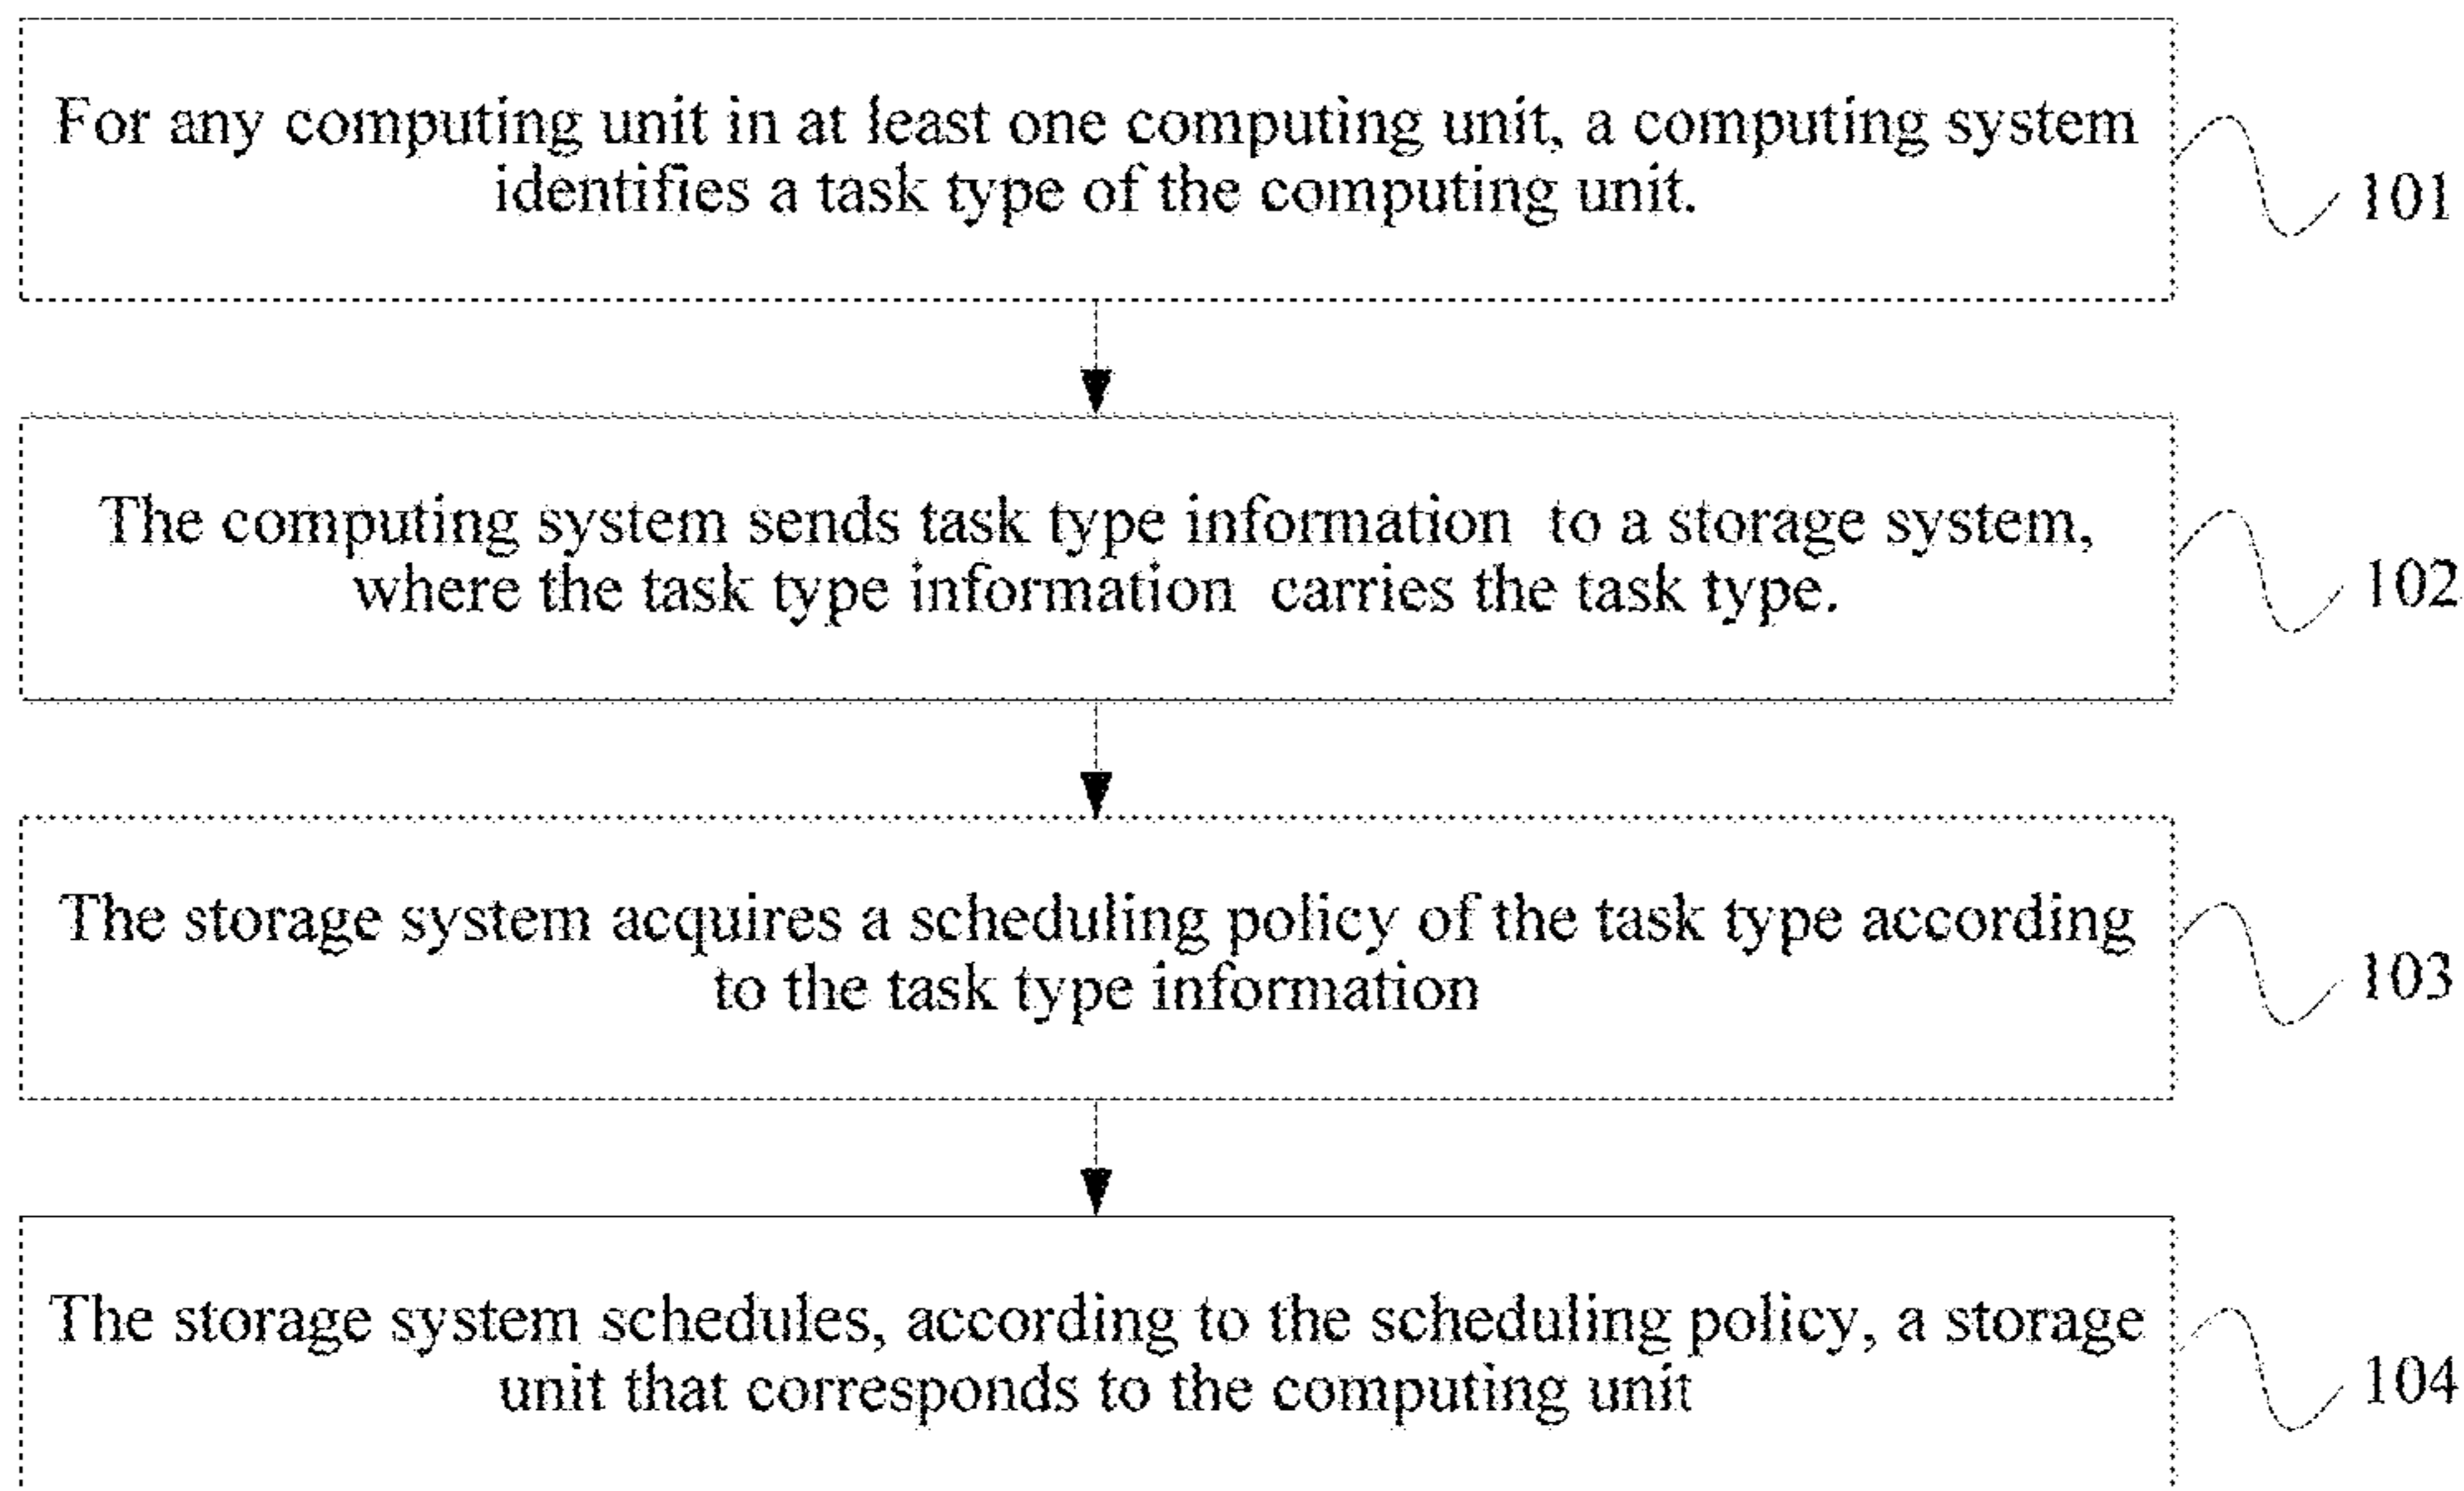 For any computing unit in at least one computing unit, a computing system
identifies a task type of the computing unit.
101
The computing system sends task type information to a storage system,
where the task type information carries the task type.
102
The storage system acquires a scheduling policy of the task type according
to the task type information
103
The storage system schedules, according to the scheduling policy, a storage
unit that corresponds to the computing unit
104